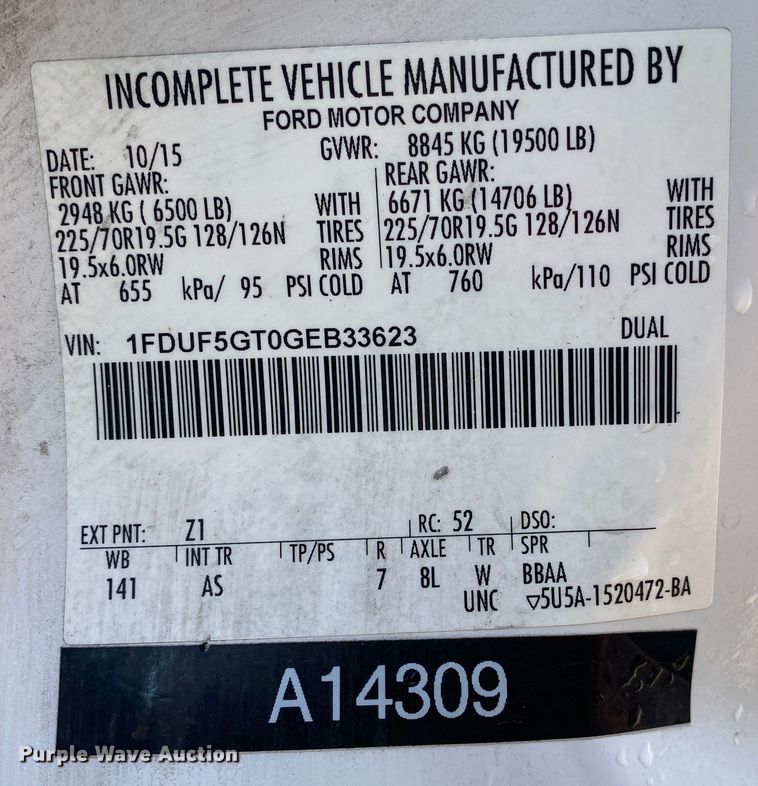 INCOMPLETE VEHICLE MANUFACTURED BY
FORD MOTOR COMPANY
DATE: 10/15 GVWR: 8845 KG (19500 LB)
FRONT GAWR: REAR GAWR:
2948 KG ( 6500 LB) WITH 6671 KG (14706 LB) WITH
225/70R19.5G 128/126N TIRES 225/70R19.5G 128/126N TIRES
19.5x6.0RW RIMS 19.5x6.0RW RIMS
AT 655 kPa/ 95 PSI COLD AT 760 kPa/110 PSI COLD
VIN: 1FDUF5GT0GEB33623 DUAL
EXT PNT: Z1 RC: 52 DSO:
WB INT TR TP/PS R AXLE TR SPR
141 AS 7 8L W BBAA
UNC ▽5U5A-1520472-BA
A14309
Purple Wave Auction